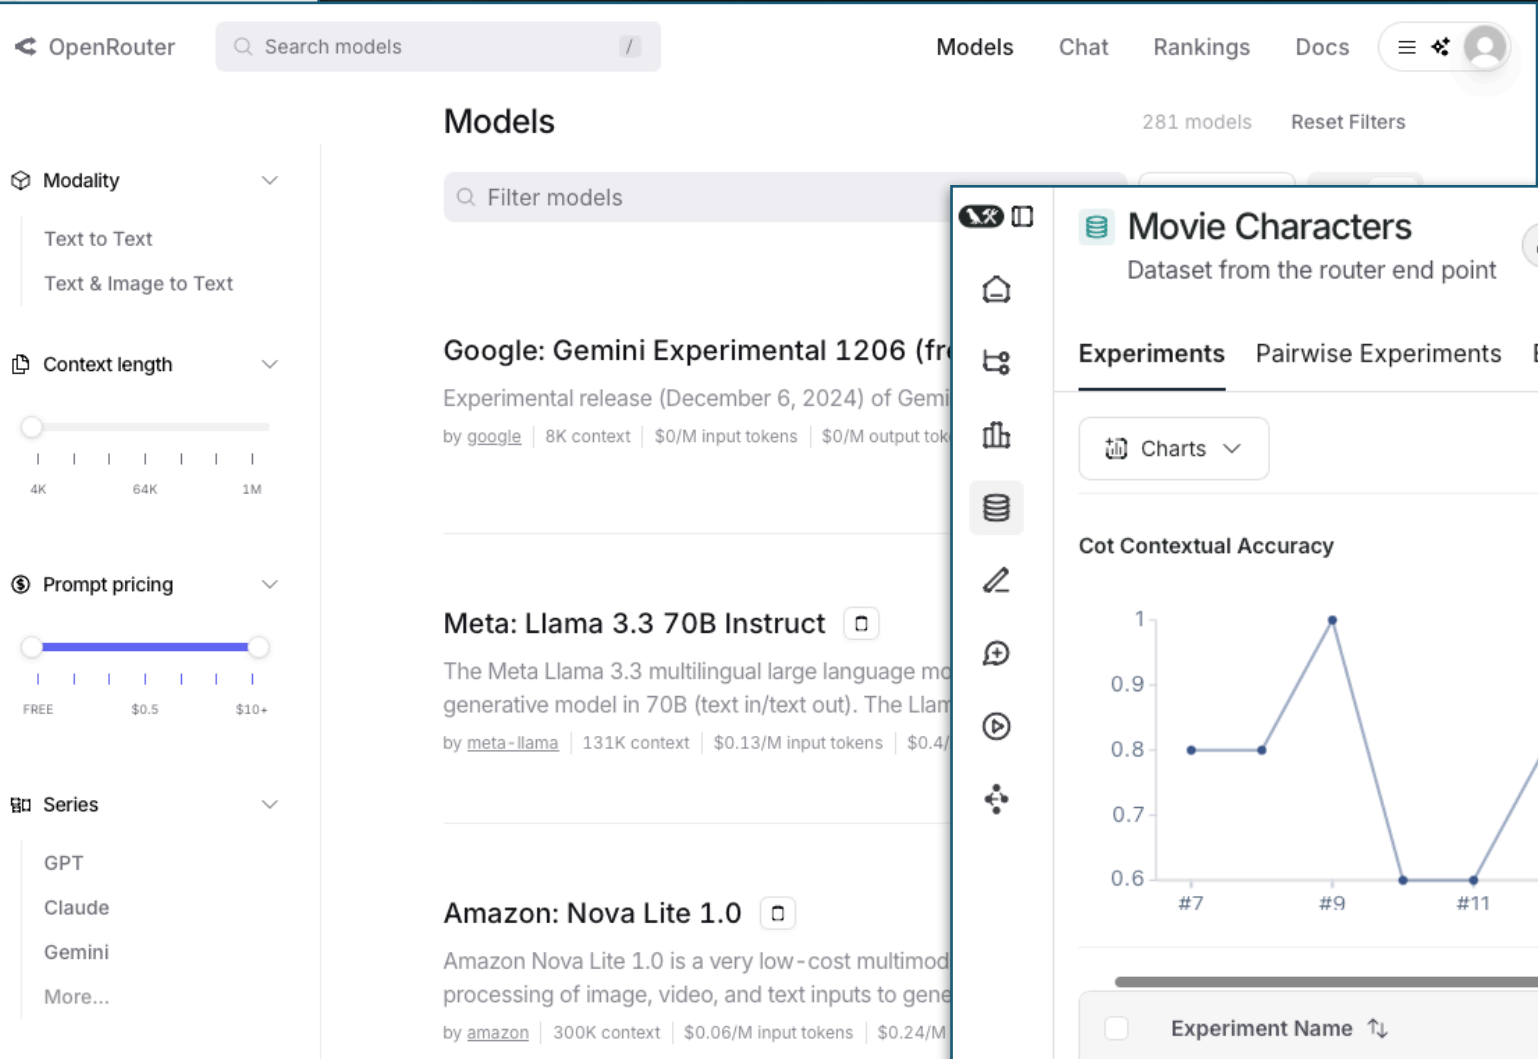 OpenRouter
Search models
/
Models
Chat
Rankings
Docs
Models
281 models
Reset Filters
Modality
Text to Text
Text & Image to Text
Context length
4K
64K
1M
Prompt pricing
FREE
$0.5
$10+
Series
GPT
Claude
Gemini
More...
Filter models
Google: Gemini Experimental 1206
Experimental release (December 6, 2024) of
by google
8K context
$0/M input tokens
$0/M output
Meta: Llama 3.3 70B Instruct
The Meta Llama 3.3 multilingual large language
generative model in 70B (text in/text out). The
by meta-llama
131K context
$0.13/M input tokens
$0.4/
Amazon: Nova Lite 1.0
Amazon Nova Lite 1.0 is a very low-cost
processing of image, video, and text inputs to
by amazon
300K context
$0.06/M input tokens
$0.24/M
Movie Characters
Dataset from the router end point
Experiments
Pairwise Experiments
Charts
Cot Contextual Accuracy
1
0.9
0.8
0.7
0.6
#7
#9
#11
Experiment Name